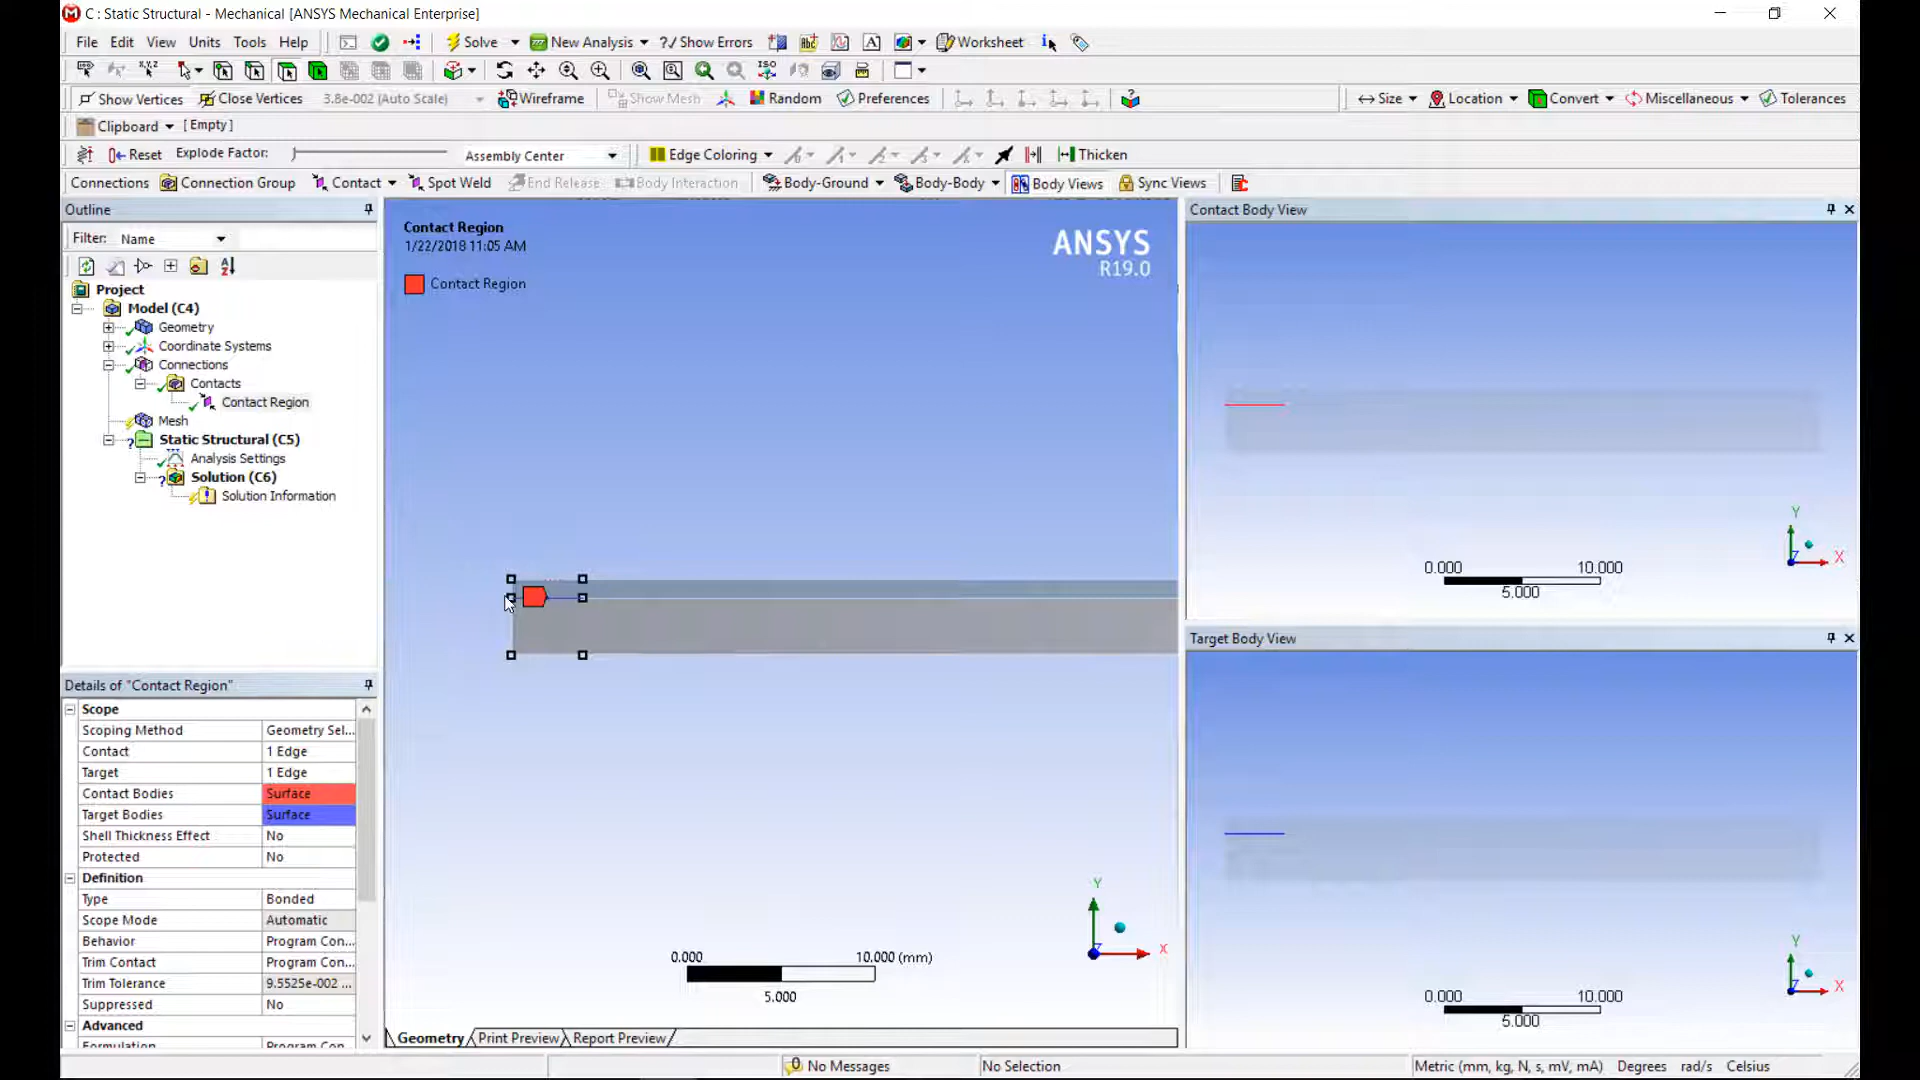 C : Static Structural - Mechanical [ANSYS Mechanical Enterprise]
File Edit View Units Tools Help Solve New Analysis ?/ Show Errors Worksheet
Show Vertices Close Vertices 3.8e-002 (Auto Scale) Wireframe Show Mesh Random Preferences Size Location Convert Miscellaneous Tolerances
Clipboard [ Empty ]
Reset Explode Factor: Assembly Center Edge Coloring Thicken
Connections Connection Group Contact Spot Weld End Release Body Interaction Body-Ground Body-Body Body Views Sync Views
Outline
Filter: Name
Project
Model (C4)
Geometry
Coordinate Systems
Connections
Contacts
Contact Region
Mesh
Static Structural (C5)
Analysis Settings
Solution (C6)
Solution Information
Details of "Contact Region"
Scope
Scoping Method Geometry Sel...
Contact 1 Edge
Target 1 Edge
Contact Bodies Surface
Target Bodies Surface
Shell Thickness Effect No
Protected No
Definition
Type Bonded
Scope Mode Automatic
Behavior Program Con...
Trim Contact Program Con...
Trim Tolerance 9.5525e-002 ...
Suppressed No
Advanced
Formulation Program Con
Contact Region
1/22/2018 11:05 AM
Contact Region
ANSYS
R19.0
Y
X
0.000 10.000 (mm)
5.000
Geometry Print Preview Report Preview
Contact Body View
Y
X
Z
0.000 10.000
5.000
Target Body View
Y
X
0.000 10.000
5.000
0 No Messages No Selection Metric (mm, kg, N, s, mV, mA) Degrees rad/s Celsius